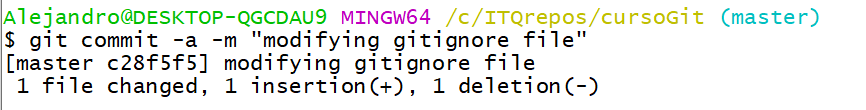 Alejandro@DESKTOP-QGCDAU9 MINGW64 /c/ITQrepos/cursoGit (master)
$ git commit -a -m "modifying gitignore file"
[master c28f5f5] modifying gitignore file
 1 file changed, 1 insertion(+), 1 deletion(-)